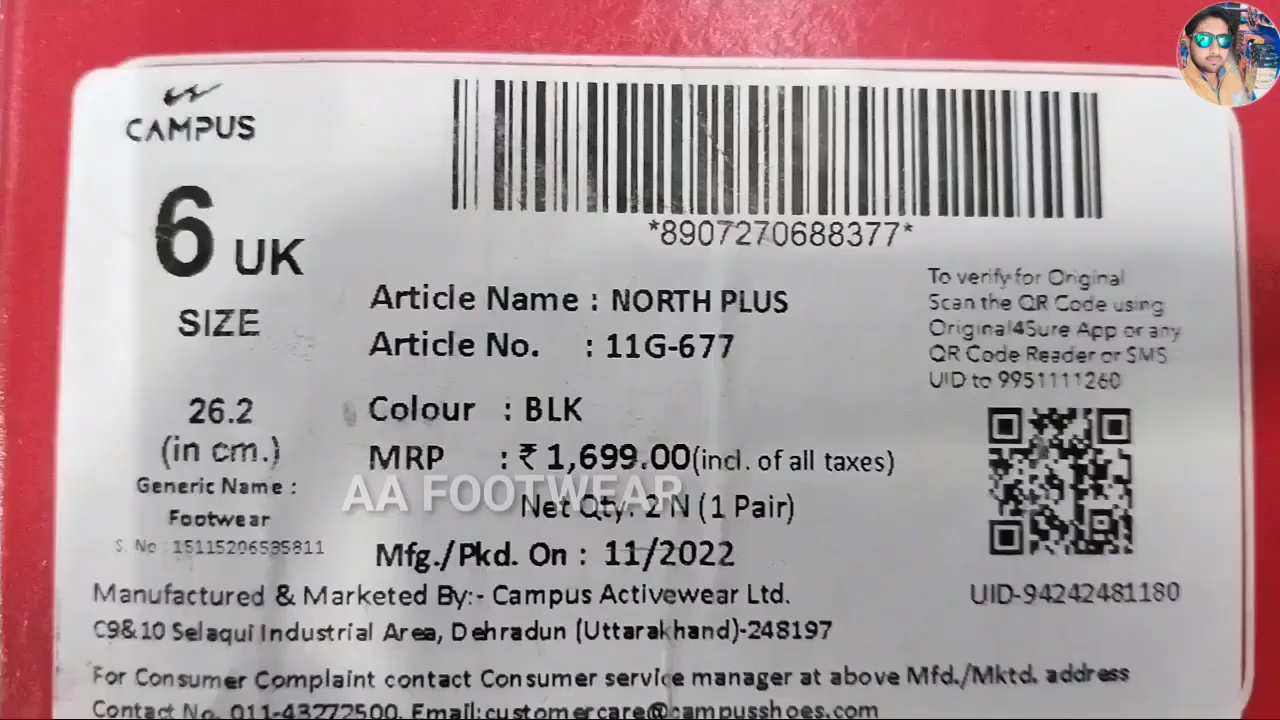 CAMPUS
6 UK
SIZE
26.2
(in cm.)
Generic Name :
Footwear
S. No : 15115206535811
*8907270688377*
Article Name : NORTH PLUS
Article No. : 11G-677
Colour : BLK
MRP : ₹ 1,699.00(incl. of all taxes)
AA FOOTWEAR
Net Qty. 2 N (1 Pair)
Mfg./Pkd. On : 11/2022
To verify for Original
Scan the QR Code using
Original4Sure App or any
QR Code Reader or SMS
UID to 9951111260
UID-94242481180
Manufactured & Marketed By:- Campus Activewear Ltd.
C9&10 Selaqui Industrial Area, Dehradun (Uttarakhand)-248197
For Consumer Complaint contact Consumer service manager at above Mfd./Mktd. address
Contact No. 011-43272500, Email:customercare@campusshoes.com